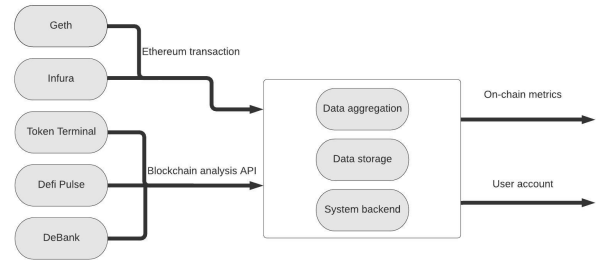 Geth
Ethereum transaction
Infura
Token Terminal
Blockchain analysis API
Defi Pulse
DeBank
Data aggregation
Data storage
System backend
On-chain metrics
User account